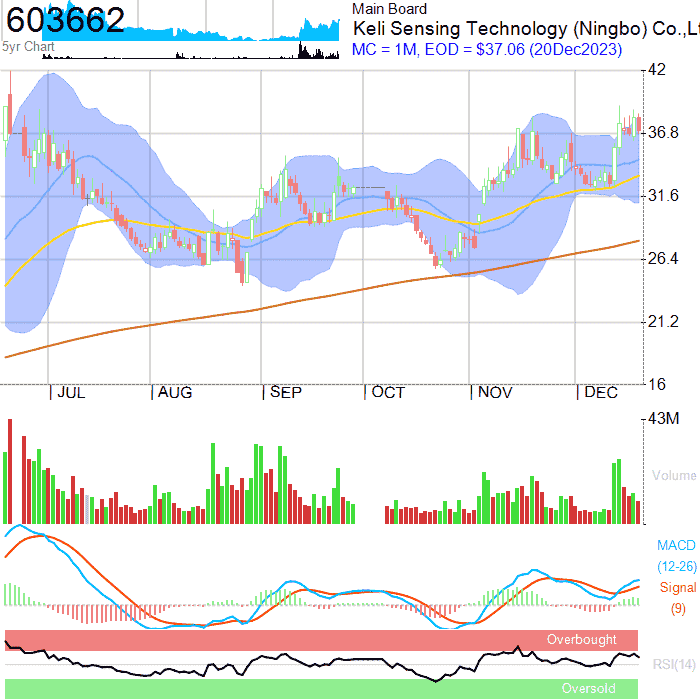 603662
5yr Chart
Main Board
Keli Sensing Technology (Ningbo) Co.,Lt
MC = 1M, EOD = $37.06 (20Dec2023)
42
36.8
31.6
26.4
21.2
16
JUL AUG SEP OCT NOV DEC
43M
Volume
MACD
(12-26)
Signal
(9)
Overbought
RSI(14)
Oversold